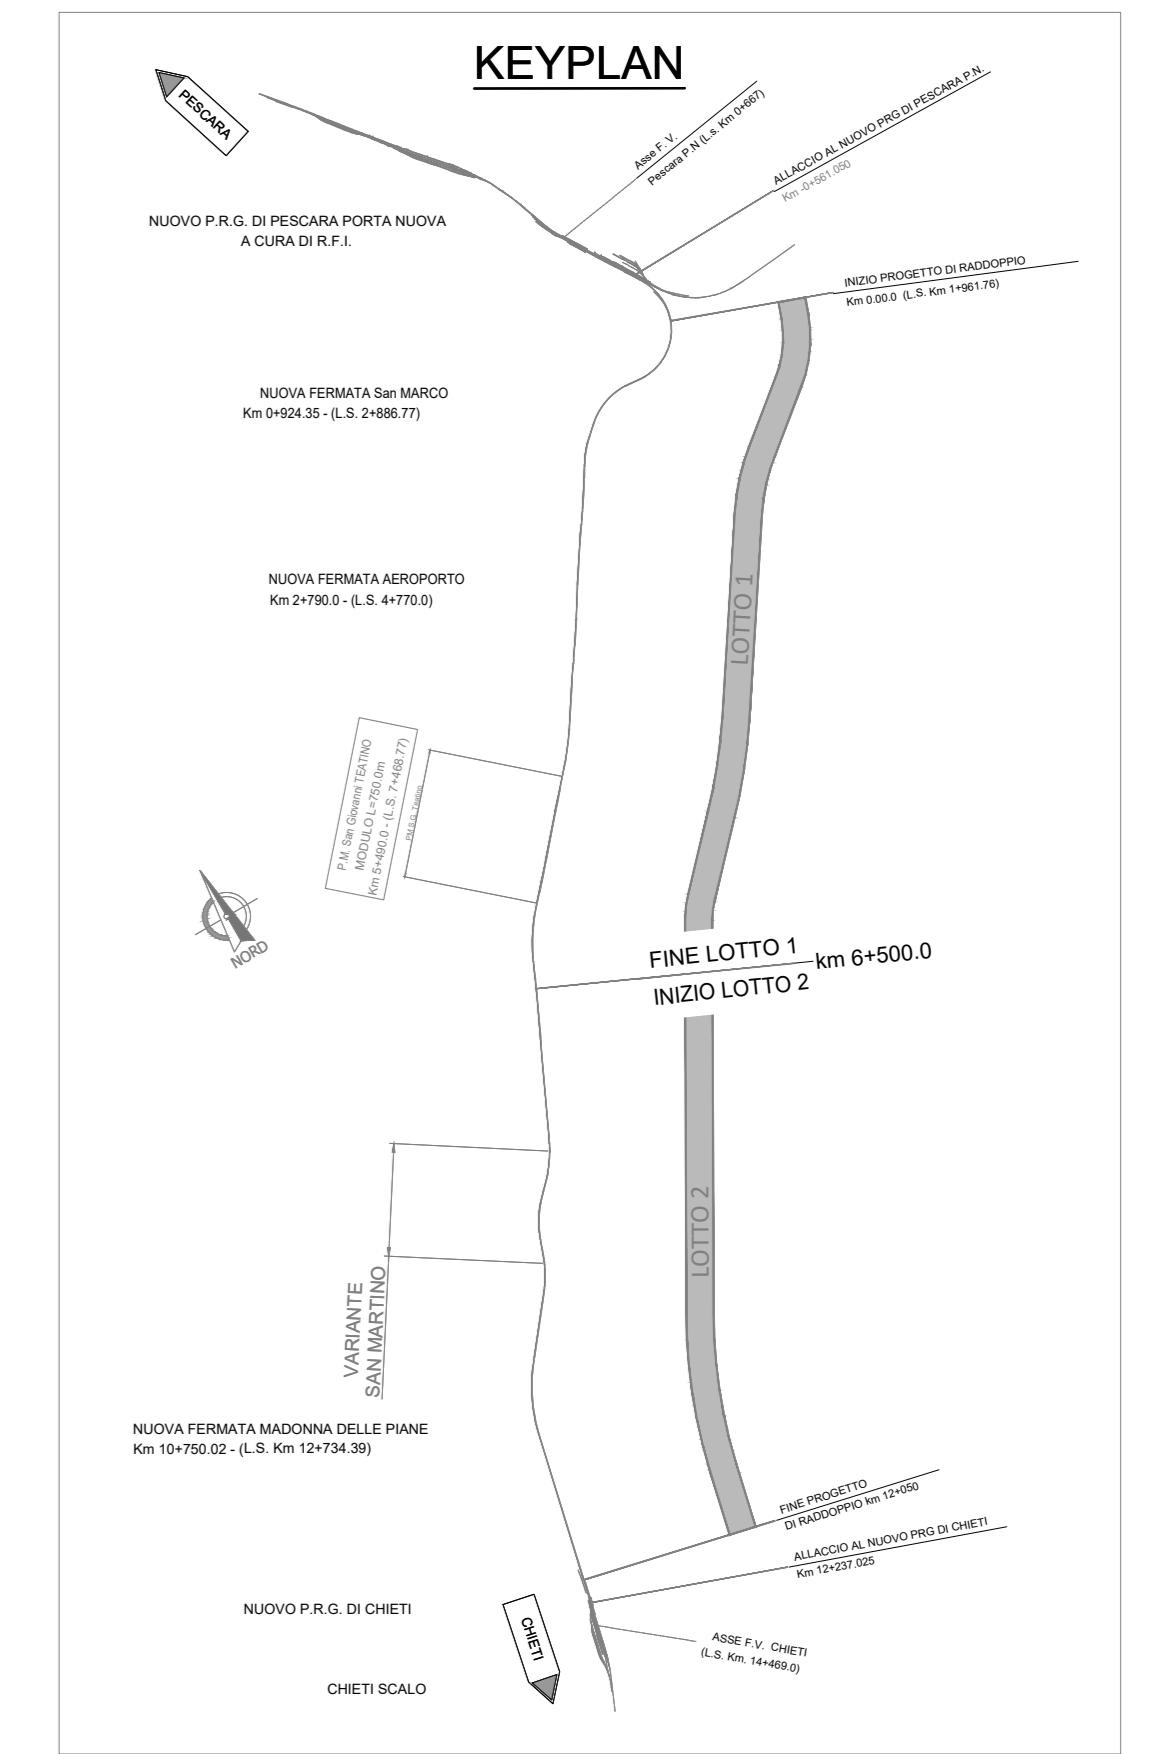 KEYPLAN
PESCARA
Asse F. V.
Pescara P.N (L.s. Km 0+667)
ALLACCIO AL NUOVO PRG DI PESCARA P.N.
Km -0+561.050
NUOVO P.R.G. DI PESCARA PORTA NUOVA
A CURA DI R.F.I.
INIZIO PROGETTO DI RADDOPPIO
Km 0.00.0 (L.S. Km 1+961.76)
NUOVA FERMATA San MARCO
Km 0+924.35 - (L.S. 2+886.77)
NUOVA FERMATA AEROPORTO
Km 2+790.0 - (L.S. 4+770.0)
LOTTO 1
P.M. San Giovanni TEATINO
MODULO L=750.0m
Km 5+490.0 - (L.S. 7+468.77)
PM S.G. Teatino
NORD
FINE LOTTO 1
km 6+500.0
INIZIO LOTTO 2
LOTTO 2
VARIANTE
SAN MARTINO
NUOVA FERMATA MADONNA DELLE PIANE
Km 10+750.02 - (L.S. Km 12+734.39)
FINE PROGETTO
DI RADDOPPIO km 12+050
ALLACCIO AL NUOVO PRG DI CHIETI
Km 12+237.025
NUOVO P.R.G. DI CHIETI
CHIETI
ASSE F.V. CHIETI
(L.S. Km. 14+469.0)
CHIETI SCALO